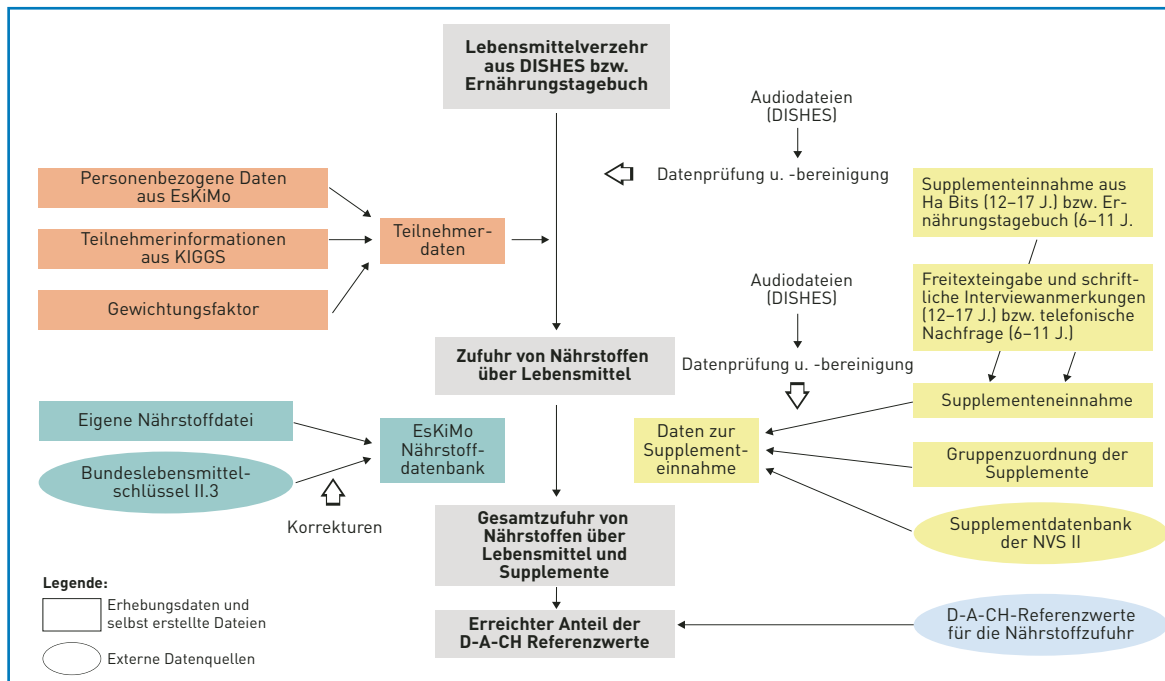 Lebensmittelverzehr
aus DISHES bzw.
Ernährungstagebuch
Audiodateien
(DISHES)
Datenprüfung u. -bereinigung
Personenbezogene Daten
aus EsKiMo
Teilnehmerinformationen
aus KIGGS
Gewichtungsfaktor
Teilnehmer-
daten
Supplementeinnahme aus
Ha Bits (12–17 J.) bzw. Er-
nährungstagebuch (6–11 J.
Freitexteingabe und schrift-
liche Interviewanmerkungen
(12–17 J.) bzw. telefonische
Nachfrage (6–11 J.)
Audiodateien
(DISHES)
Datenprüfung u. -bereinigung
Zufuhr von Nährstoffen
über Lebensmittel
Supplementeneinnahme
Eigene Nährstoffdatei
Bundeslebensmittel-
schlüssel II.3
EsKiMo
Nährstoff-
datenbank
Korrekturen
Daten zur
Supplement-
einnahme
Gruppenzuordnung der
Supplemente
Supplementdatenbank
der NVS II
Gesamtzufuhr von
Nährstoffen über
Lebensmittel und
Supplemente
Erreichter Anteil der
D-A-CH Referenzwerte
D-A-CH-Referenzwerte
für die Nährstoffzufuhr
Legende:
Erhebungsdaten und
selbst erstellte Dateien
Externe Datenquellen